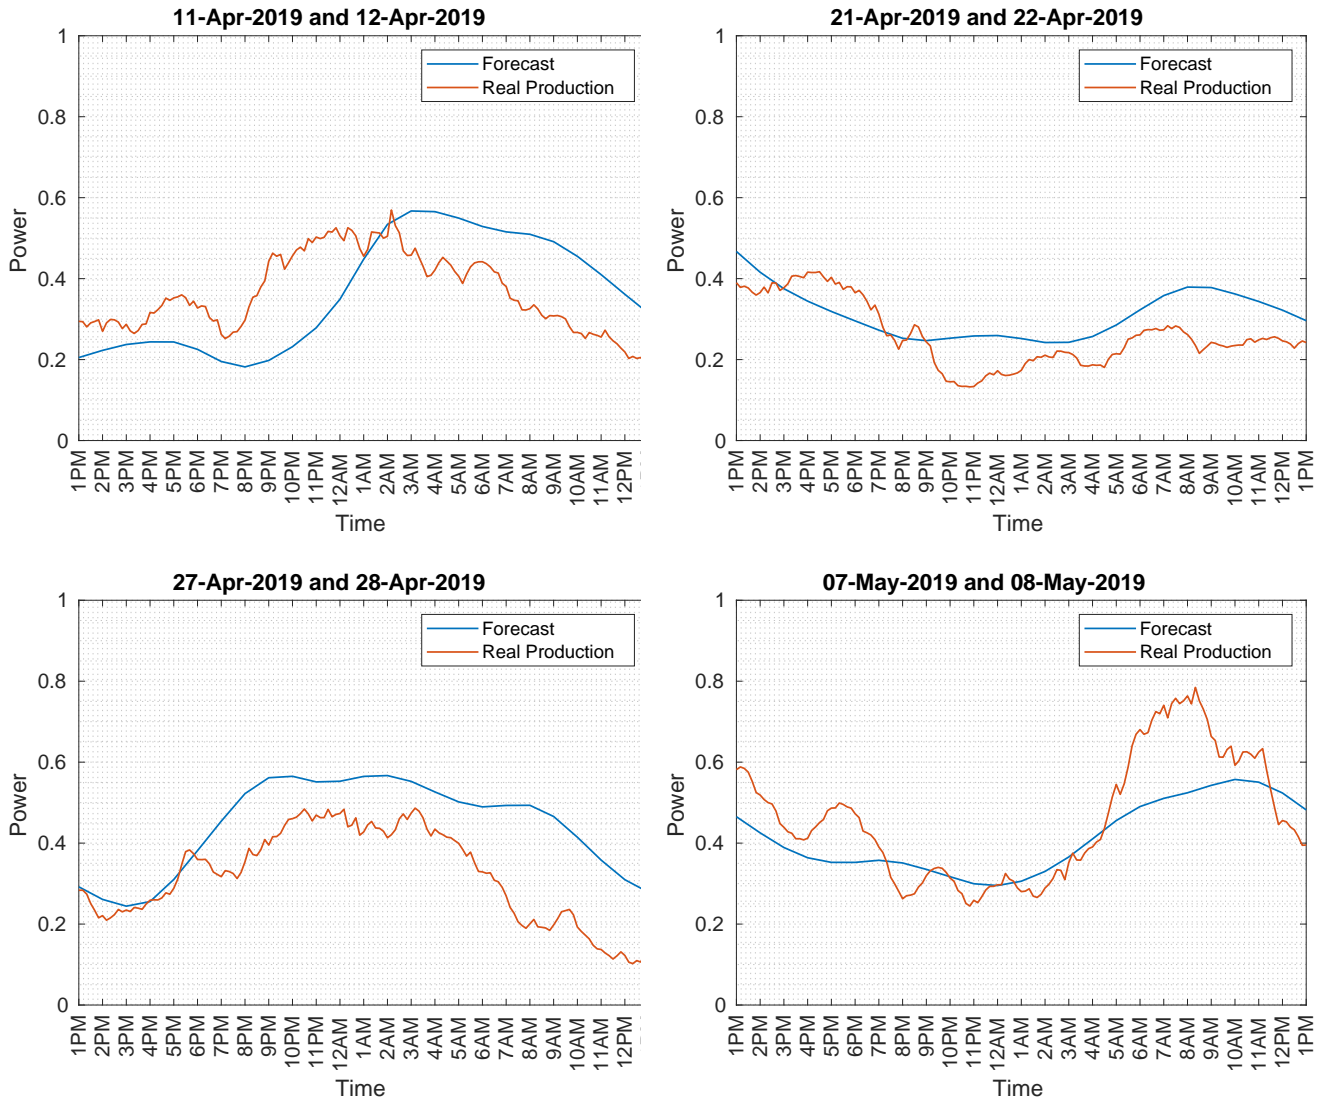 11-Apr-2019 and 12-Apr-2019
1
0.8
0.6
0.4
0.2
0
Power
Forecast
Real Production
1PM
2PM
3PM
4PM
5PM
6PM
7PM
8PM
9PM
10PM
11PM
12AM
1AM
2AM
3AM
4AM
5AM
6AM
7AM
8AM
9AM
10AM
11AM
12PM
Time
21-Apr-2019 and 22-Apr-2019
1
0.8
0.6
0.4
0.2
0
Power
Forecast
Real Production
1PM
2PM
3PM
4PM
5PM
6PM
7PM
8PM
9PM
10PM
11PM
12AM
1AM
2AM
3AM
4AM
5AM
6AM
7AM
8AM
9AM
10AM
11AM
12PM
1PM
Time
27-Apr-2019 and 28-Apr-2019
1
0.8
0.6
0.4
0.2
0
Power
Forecast
Real Production
1PM
2PM
3PM
4PM
5PM
6PM
7PM
8PM
9PM
10PM
11PM
12AM
1AM
2AM
3AM
4AM
5AM
6AM
7AM
8AM
9AM
10AM
11AM
12PM
Time
07-May-2019 and 08-May-2019
1
0.8
0.6
0.4
0.2
0
Power
Forecast
Real Production
1PM
2PM
3PM
4PM
5PM
6PM
7PM
8PM
9PM
10PM
11PM
12AM
1AM
2AM
3AM
4AM
5AM
6AM
7AM
8AM
9AM
10AM
11AM
12PM
1PM
Time